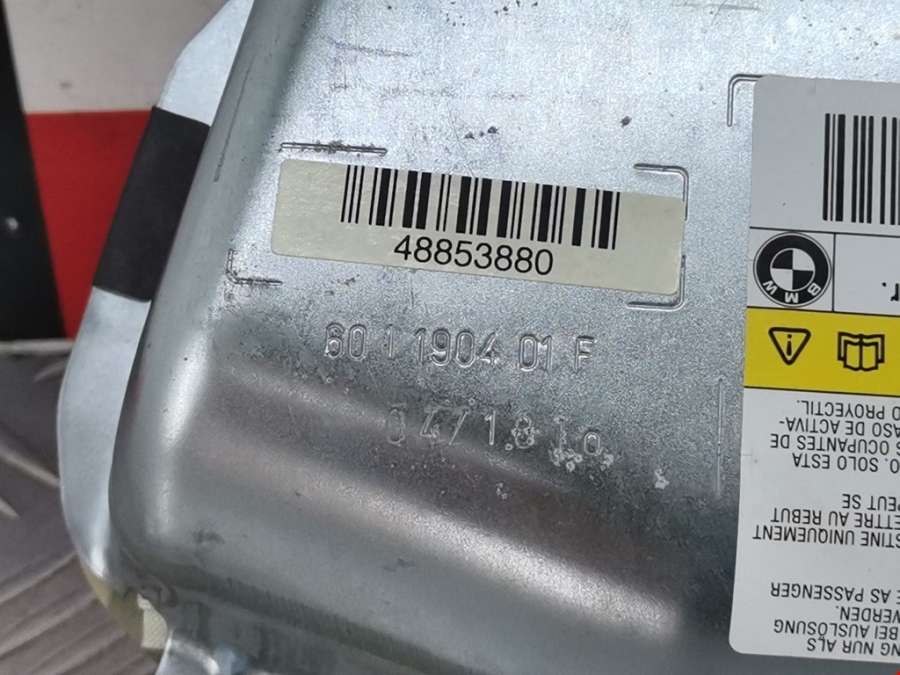 48853880
60 1 1904 01 F
BMW
r.
NG NUR ALS
BEI AUSLÖSUNG
WERDEN.
E AS PASSENGER
STINE UNIQUEMENT
ETTRE AU REBUT
PEUT SE
O. SOLO ESTA
S OCUPANTES DE
ASO DE ACTIVA-
O PROYECTIL.